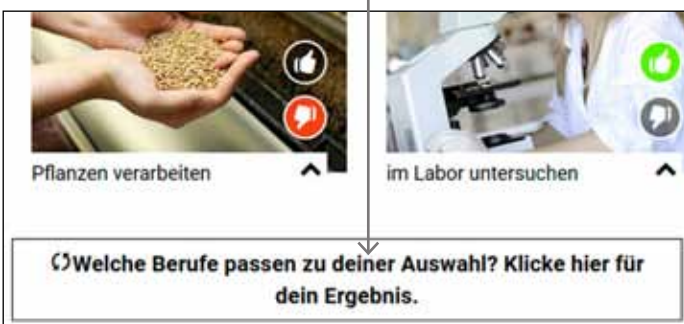 Pflanzen verarbeiten
im Labor untersuchen
Welche Berufe passen zu deiner Auswahl? Klicke hier für
dein Ergebnis.